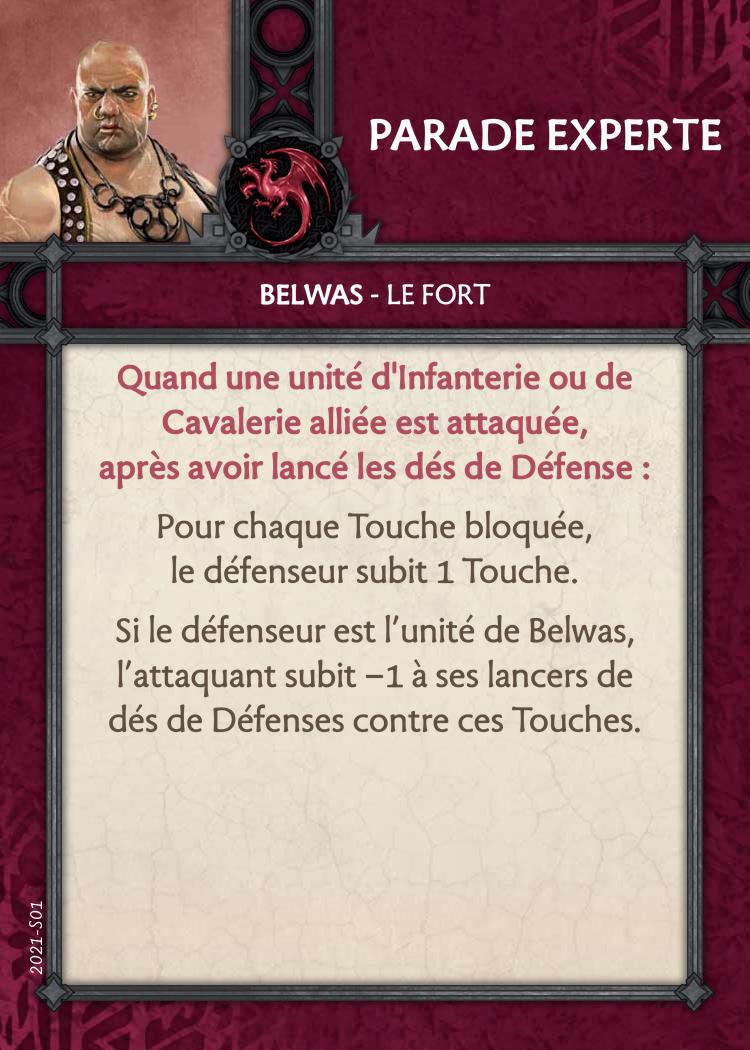 PARADE EXPERTE
BELWAS - LE FORT
Quand une unité d'Infanterie ou de
Cavalerie alliée est attaquée,
après avoir lancé les dés de Défense :
Pour chaque Touche bloquée,
le défenseur subit 1 Touche.
Si le défenseur est l'unité de Belwas,
l'attaquant subit –1 à ses lancers de
dés de Défenses contre ces Touches.
2021-S01